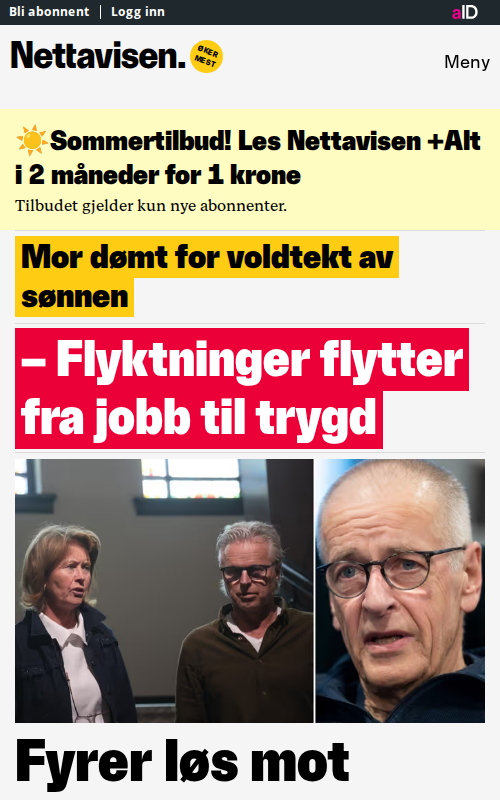 Bli abonnent | Logg inn
aID
Nettavisen.
ØKER
MEST
Meny
☀️Sommertilbud! Les Nettavisen +Alt
i 2 måneder for 1 krone
Tilbudet gjelder kun nye abonnenter.
Mor dømt for voldtekt av
sønnen
– Flyktninger flytter
fra jobb til trygd
Fyrer løs mot